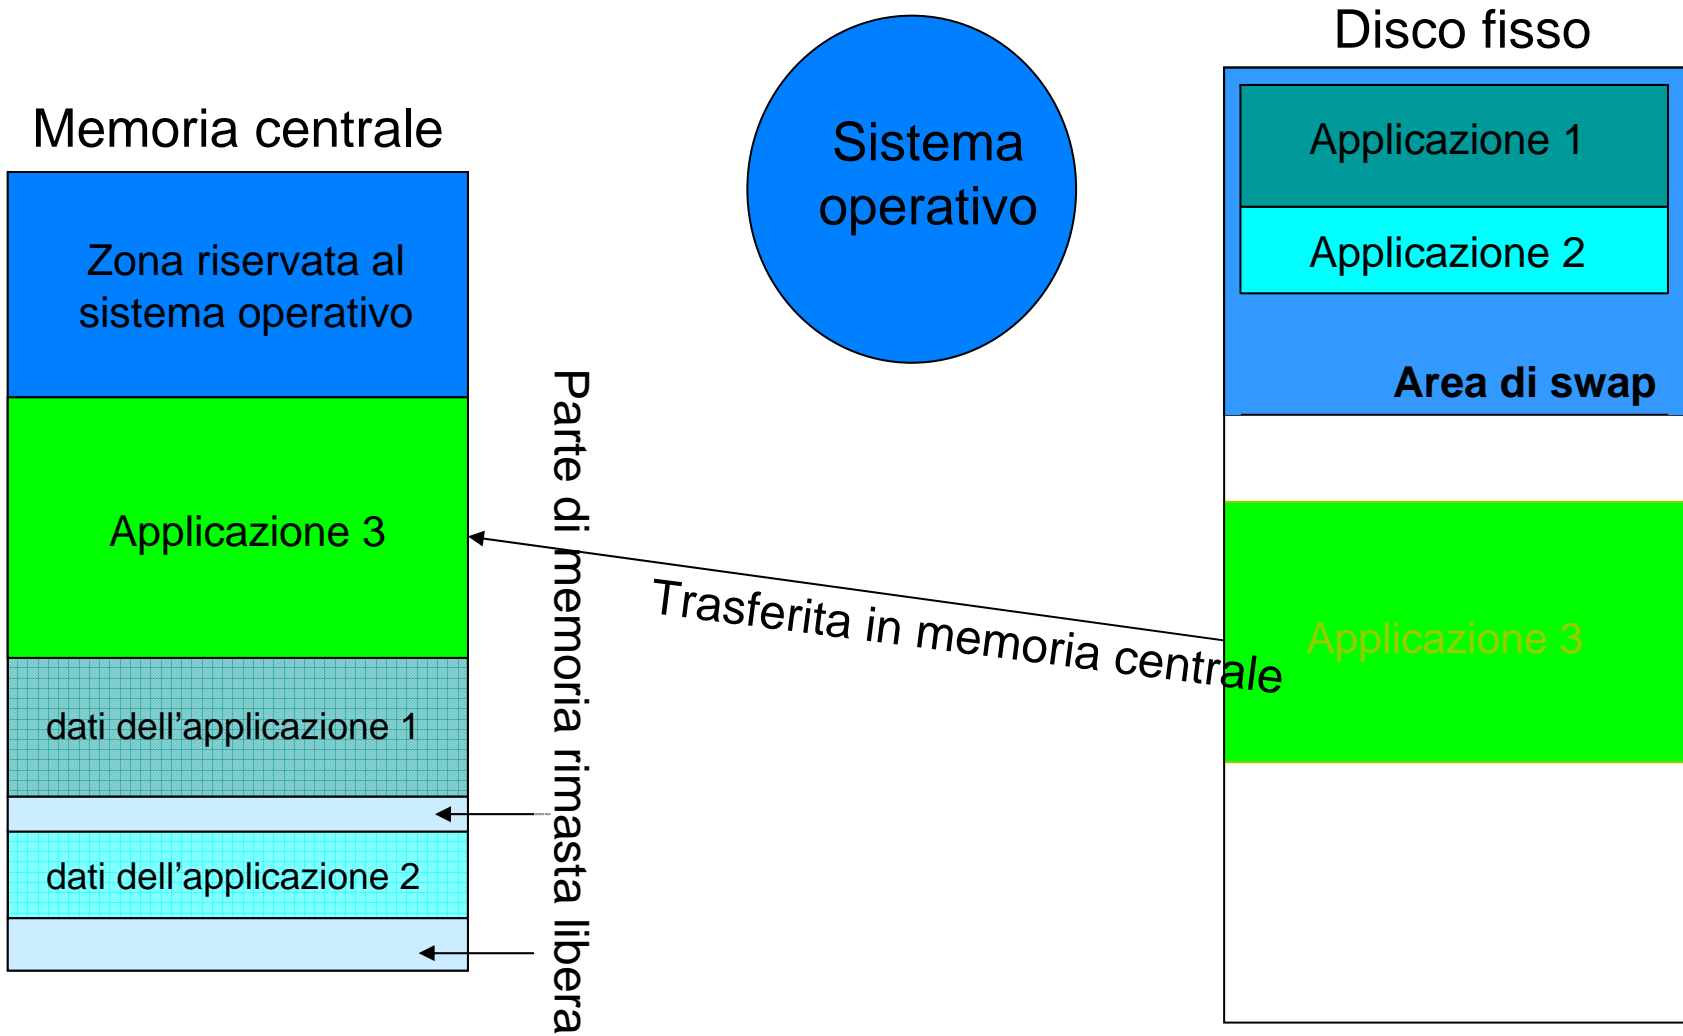 Memoria centrale
Zona riservata al
sistema operativo
Applicazione 3
dati dell’applicazione 1
dati dell’applicazione 2
Parte di memoria rimasta libera
Sistema
operativo
Trasferita in memoria centrale
Disco fisso
Applicazione 1
Applicazione 2
Area di swap
Applicazione 3